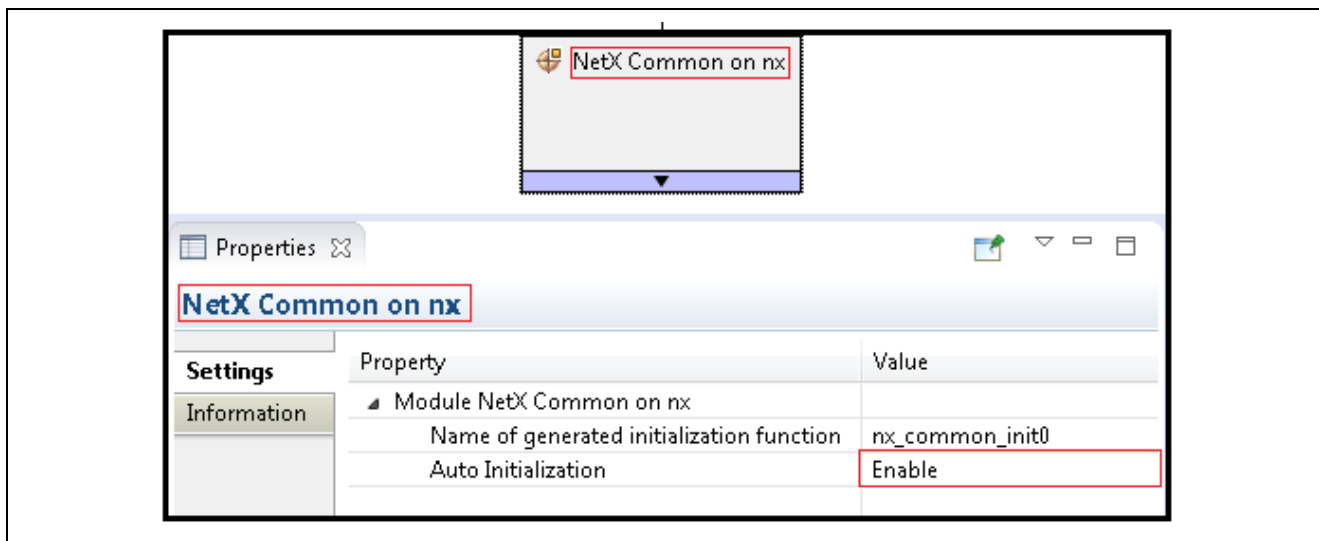 NetX Common on nx
Properties
NetX Common on nx
Settings
Information
Property Value
Module NetX Common on nx
Name of generated initialization function nx_common_init0
Auto Initialization Enable